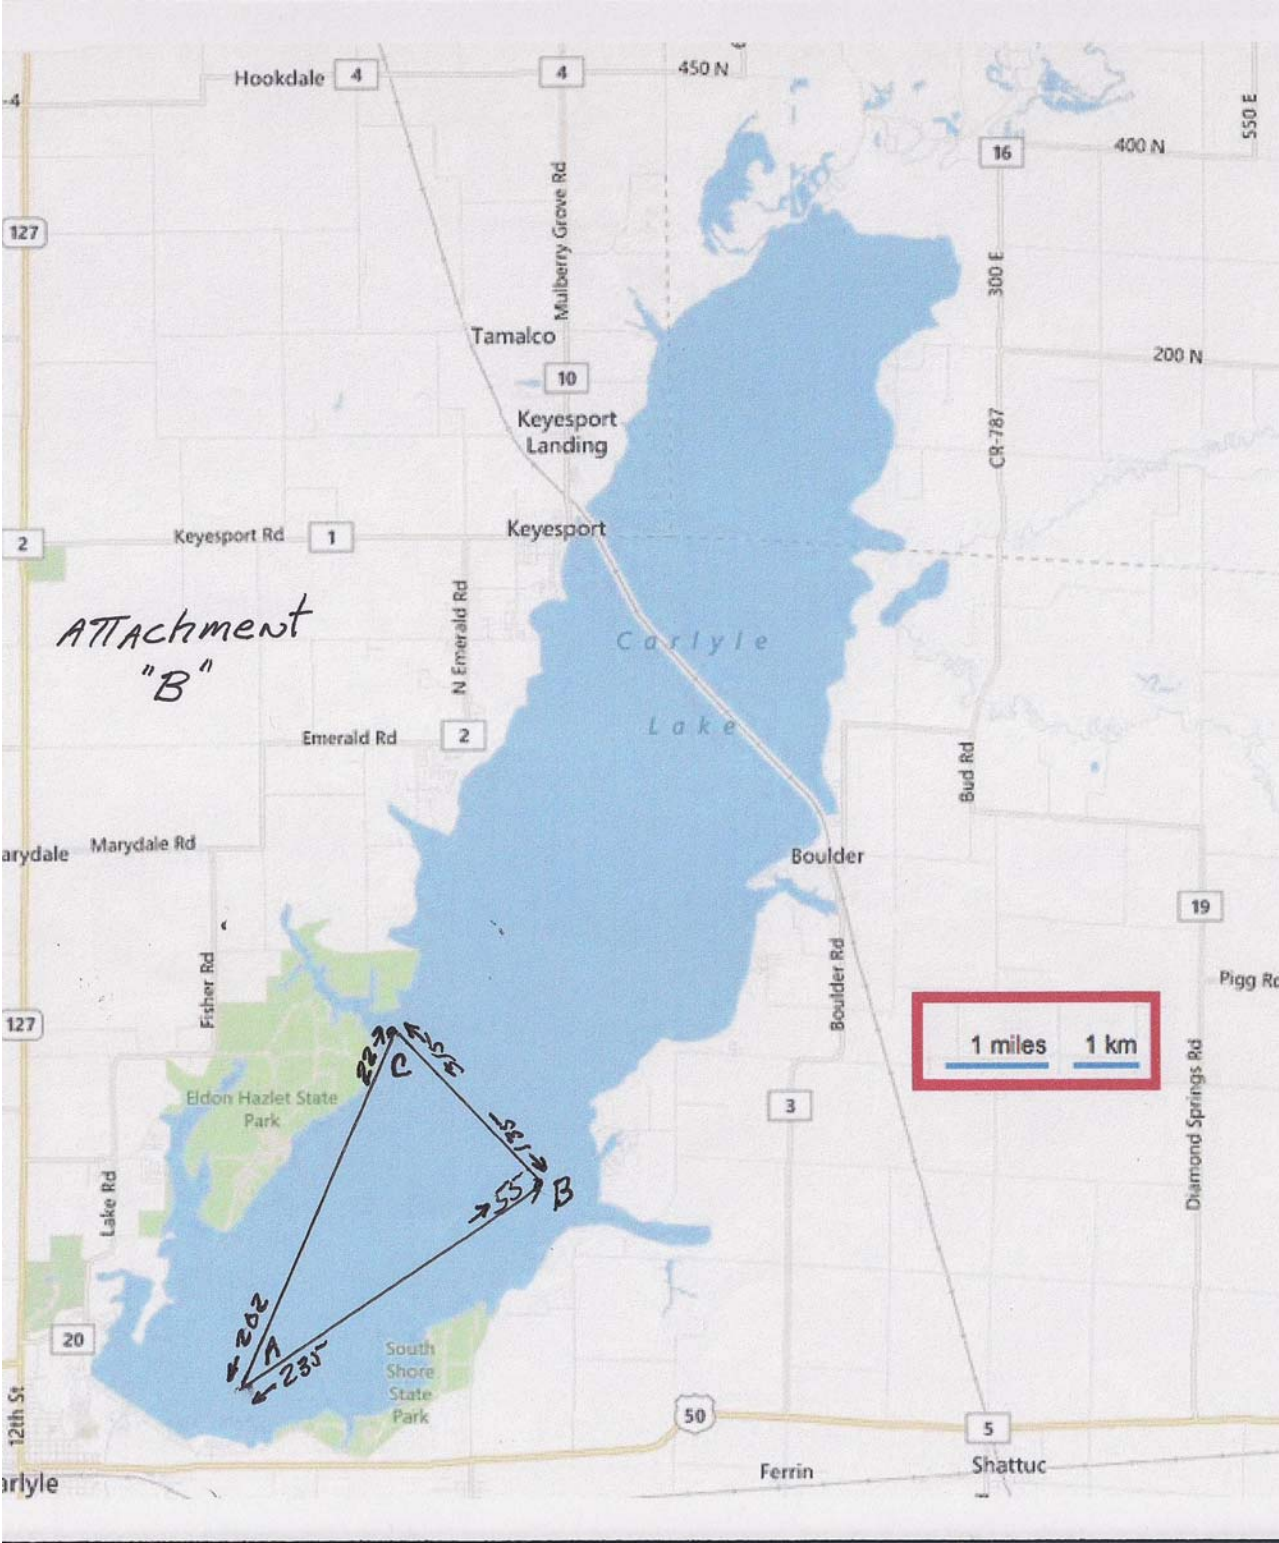 Hookdale
4
4
450 N
-4
550 E
16
400 N
127
Mulberry Grove Rd
300 E
Tamalco
200 N
10
Keyesport
Landing
CR-787
Keyesport
2
Keyesport Rd
1
ATTAchment
"B"
N Emerald Rd
Carlyle
Lake
Emerald Rd
2
Bud Rd
arydale
Marydale Rd
Boulder
19
Fisher Rd
Boulder Rd
Pigg Rd
127
1 miles
1 km
22
C
315
Eldon Hazlet State
Park
3
Diamond Springs Rd
135
55
B
Lake Rd
202
A
235
20
South
Shore
State
Park
12th St
50
5
arlyle
Ferrin
Shattuc